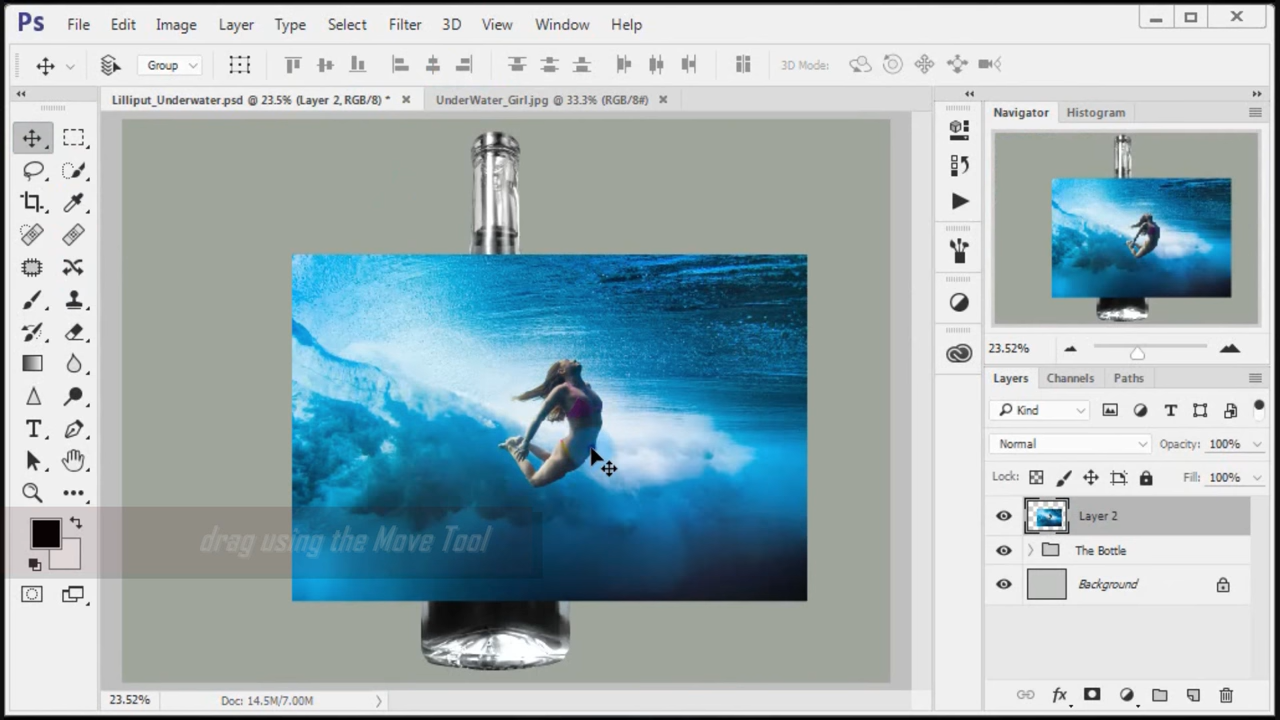 Ps File Edit Image Layer Type Select Filter 3D View Window Help
Group 3D Mode:
Lilliput_Underwater.psd @ 23.5% (Layer 2, RGB/8) * UnderWater_Girl.jpg @ 33.3% (RGB/8#)
Navigator Histogram
23.52%
Layers Channels Paths
Kind
Normal Opacity: 100%
Lock: Fill: 100%
Layer 2
The Bottle
Background
drag using the Move Tool
23.52% Doc: 14.5M/7.00M